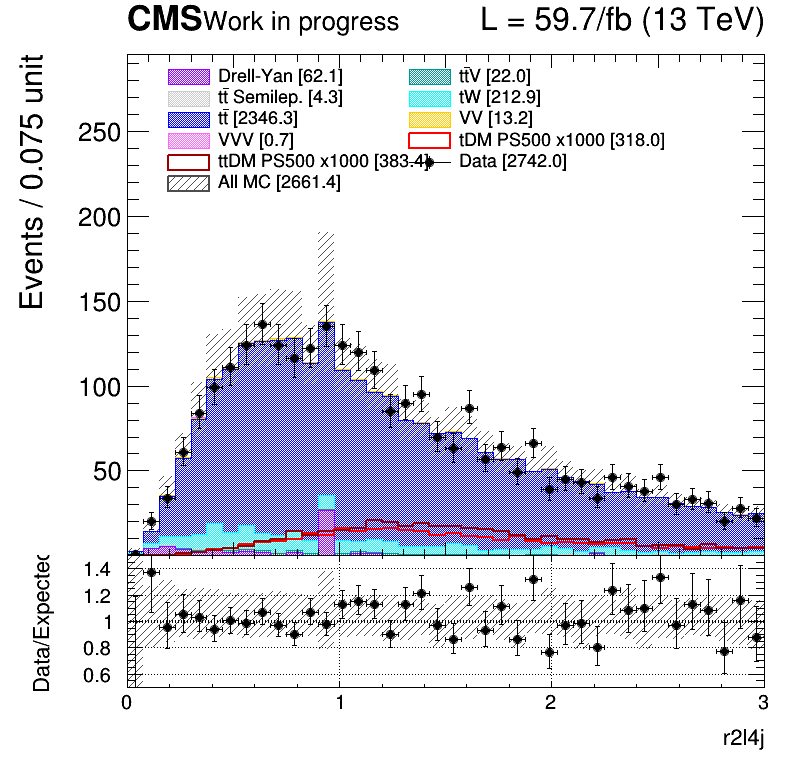 CMS Work in progress L = 59.7/fb (13 TeV)
Drell-Yan [62.1] tt̄V [22.0]
tt̄ Semilep. [4.3] tW [212.9]
tt̄ [2346.3] VV [13.2]
VVV [0.7] tDM PS500 x1000 [318.0]
ttDM PS500 x1000 [383.4] Data [2742.0]
All MC [2661.4]
Events / 0.075 unit
250
200
150
100
50
Data/Expected
1.4
1.2
1
0.8
0.6
0 1 2 3
r2l4j